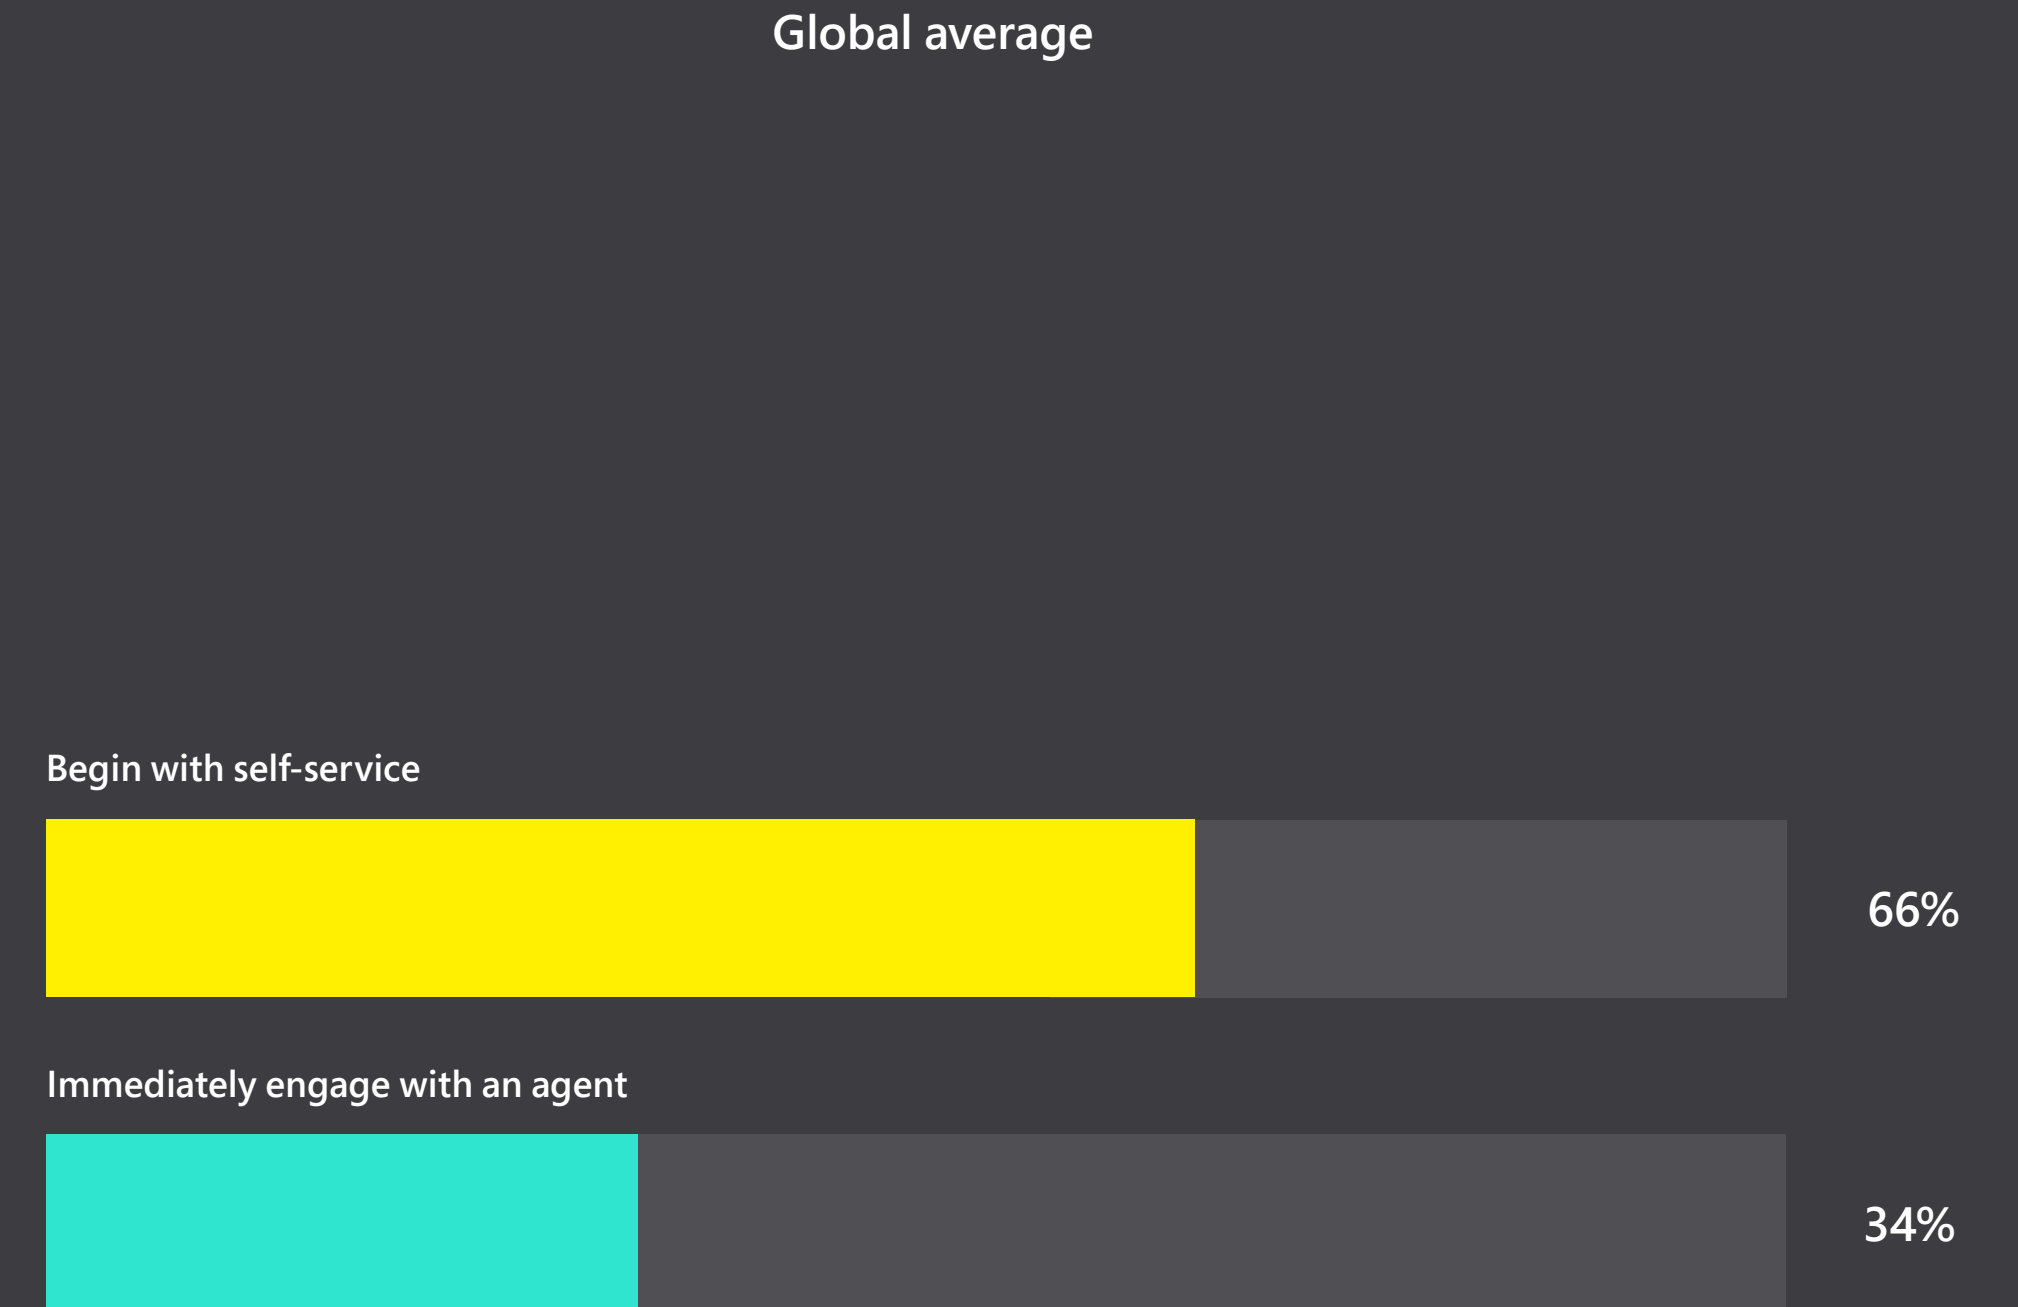 Global average
Begin with self-service
66%
Immediately engage with an agent
34%